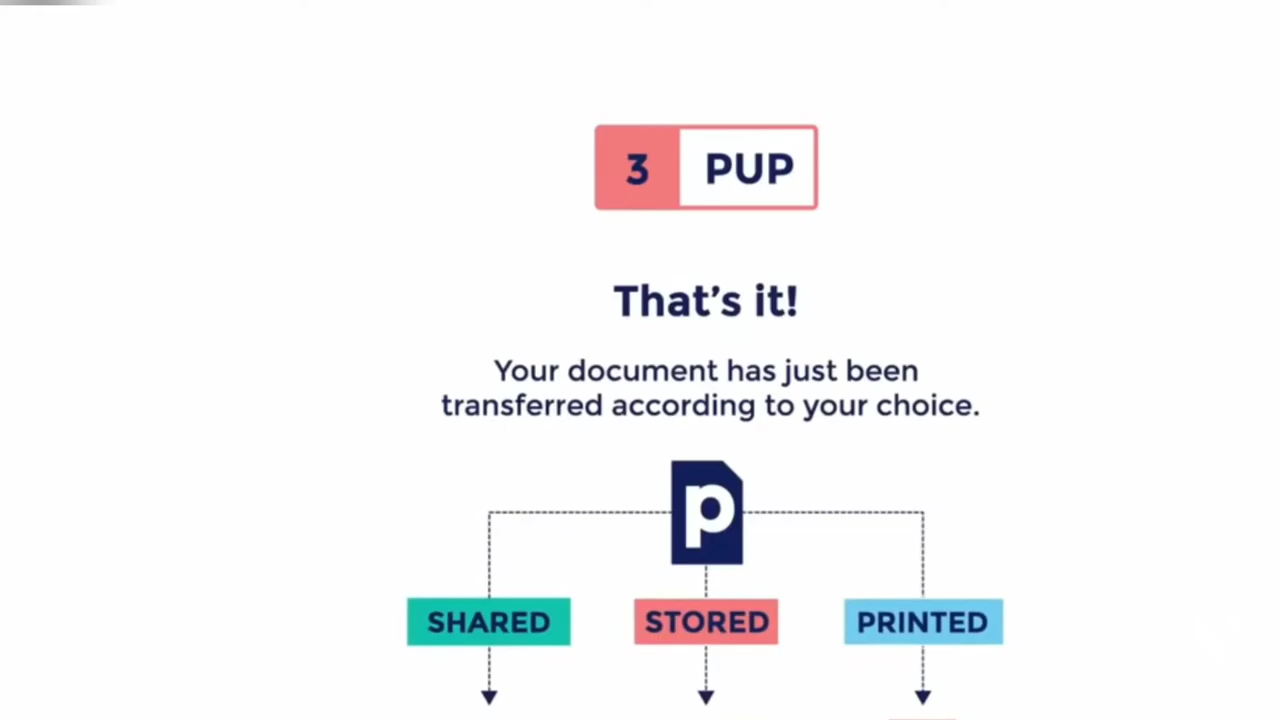 3 PUP
That's it!
Your document has just been
transferred according to your choice.
p
SHARED STORED PRINTED